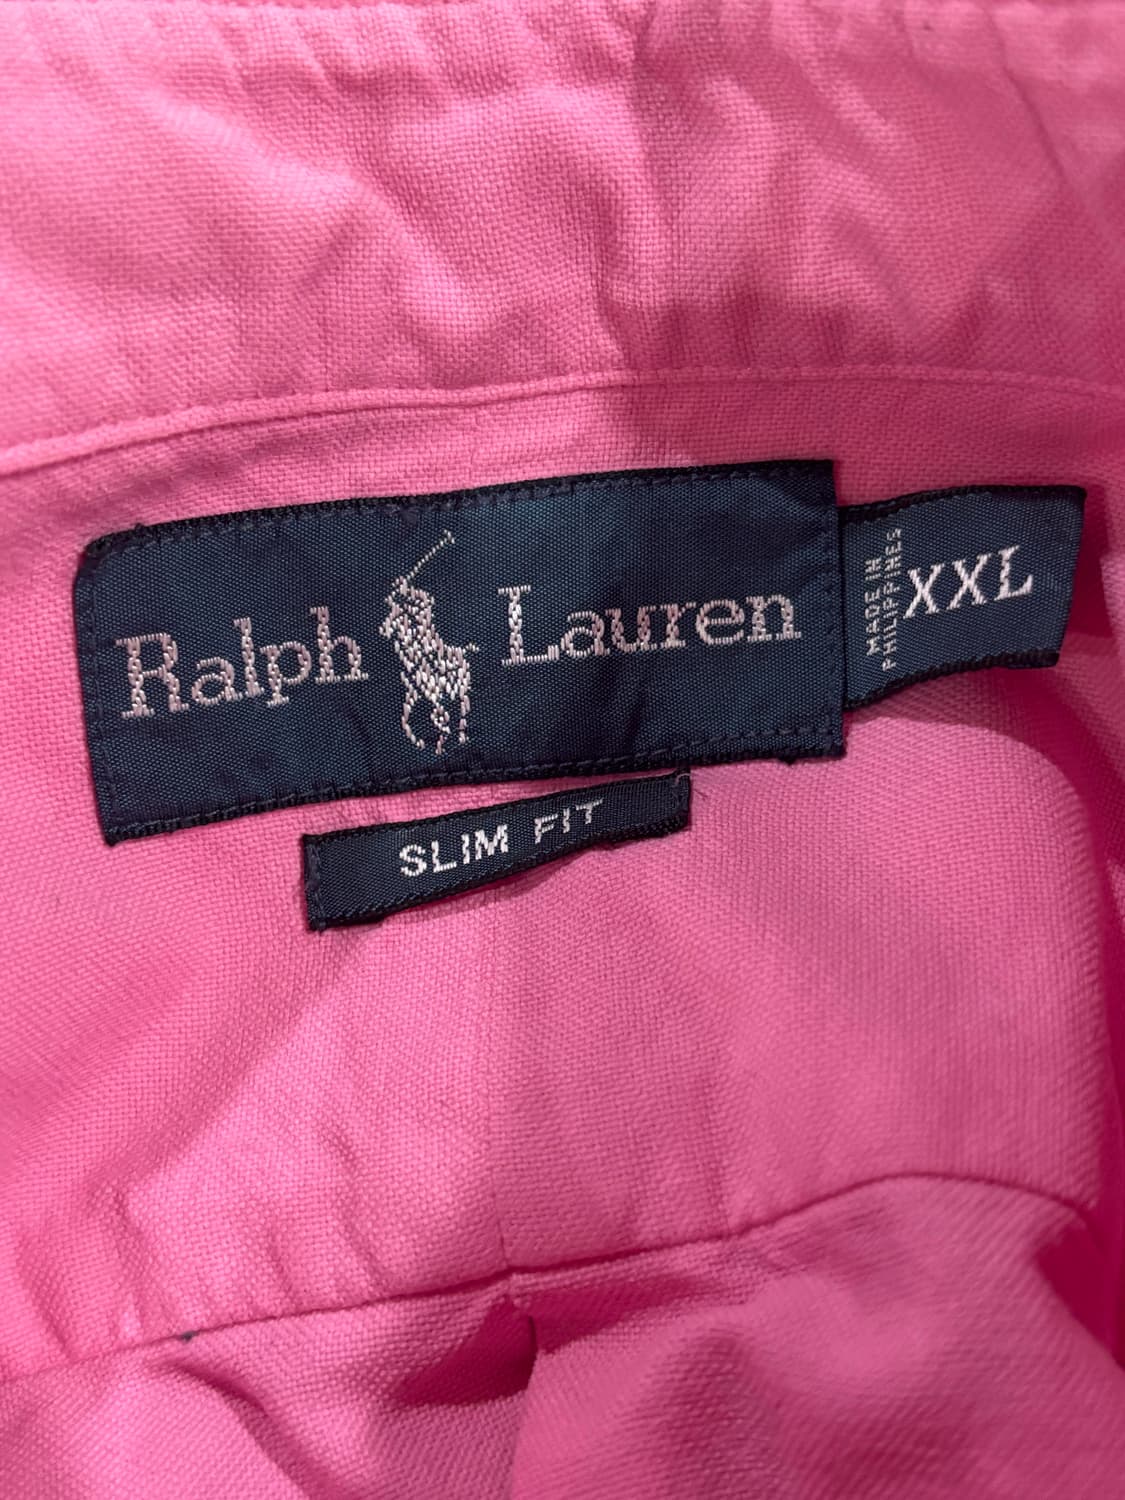 Ralph Lauren
MADE IN
PHILIPPINES
XXL
SLIM FIT